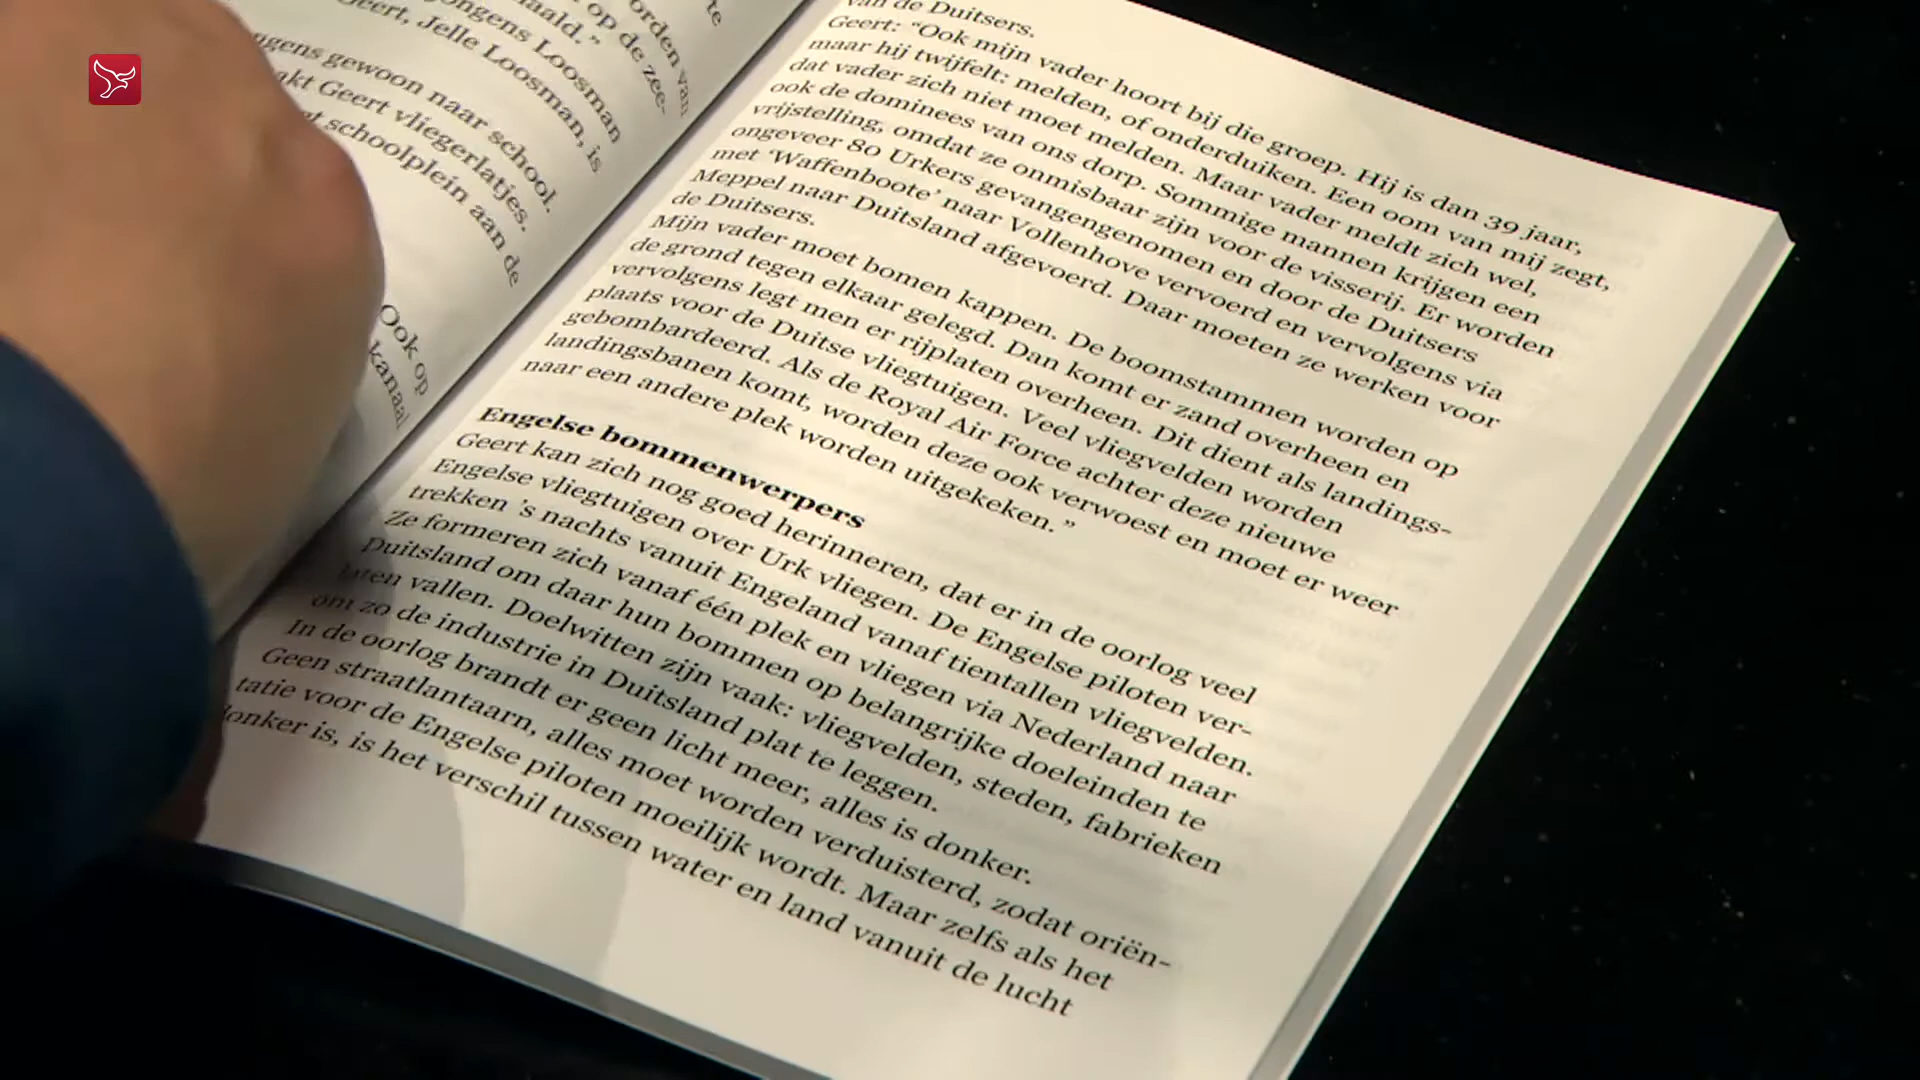 te
orden van
op de zee-
aald.”
ongens Loosman
Geert, Jelle Loosman, is
ngens gewoon naar school.
akt Geert vliegerlatjes.
et schoolplein aan de
Ook op
kanaal
van de Duitsers.
Geert: “Ook mijn vader hoort bij die groep. Hij is dan 39 jaar,
maar hij twijfelt: melden, of onderduiken. Een oom van mij zegt,
dat vader zich niet moet melden. Maar vader meldt zich wel,
ook de dominees van ons dorp. Sommige mannen krijgen een
vrijstelling, omdat ze onmisbaar zijn voor de visserij. Er worden
ongeveer 80 Urkers gevangengenomen en door de Duitsers
met ‘Waffenboote’ naar Vollenhove vervoerd en vervolgens via
Meppel naar Duitsland afgevoerd. Daar moeten ze werken voor
de Duitsers.
Mijn vader moet bomen kappen. De boomstammen worden op
de grond tegen elkaar gelegd. Dan komt er zand overheen en
vervolgens legt men er rijplaten overheen. Dit dient als landings-
plaats voor de Duitse vliegtuigen. Veel vliegvelden worden
gebombardeerd. Als de Royal Air Force achter deze nieuwe
landingsbanen komt, worden deze ook verwoest en moet er weer
naar een andere plek worden uitgekeken.”
Engelse bommenwerpers
Geert kan zich nog goed herinneren, dat er in de oorlog veel
Engelse vliegtuigen over Urk vliegen. De Engelse piloten ver-
trekken ’s nachts vanuit Engeland vanaf tientallen vliegvelden.
Ze formeren zich vanaf één plek en vliegen via Nederland naar
Duitsland om daar hun bommen op belangrijke doeleinden te
laten vallen. Doelwitten zijn vaak: vliegvelden, steden, fabrieken
om zo de industrie in Duitsland plat te leggen.
In de oorlog brandt er geen licht meer, alles is donker.
Geen straatlantaarn, alles moet worden verduisterd, zodat oriën-
tatie voor de Engelse piloten moeilijk wordt. Maar zelfs als het
donker is, is het verschil tussen water en land vanuit de lucht